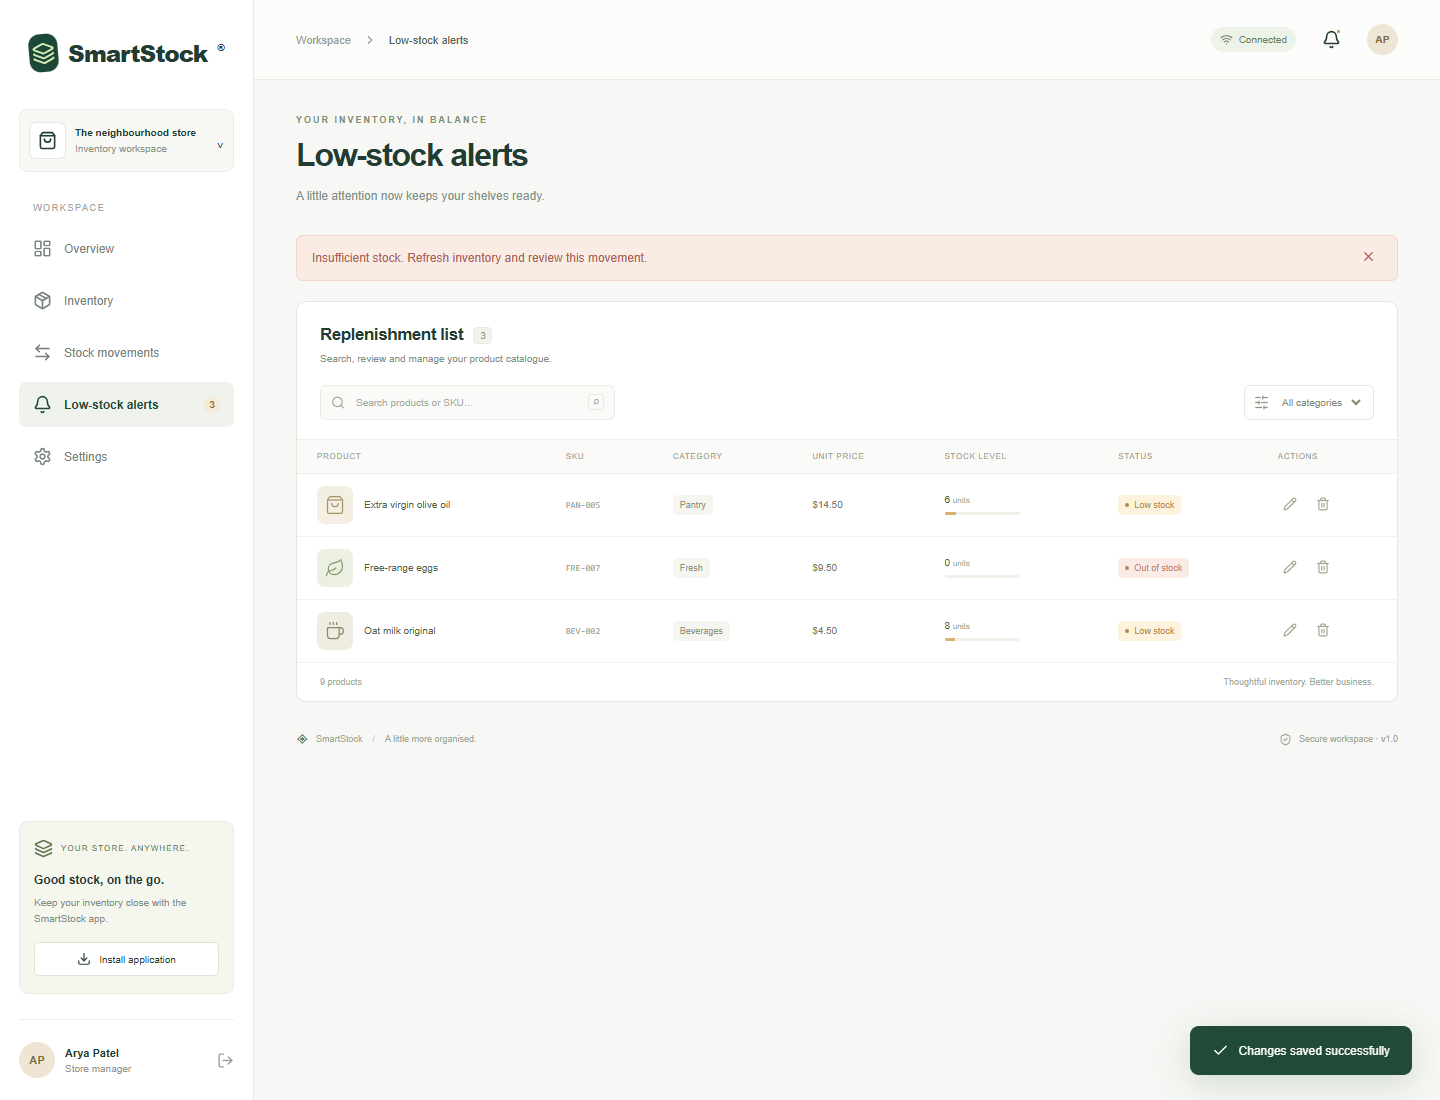 SmartStock ®
The neighbourhood store
Inventory workspace
v
WORKSPACE
Overview
Inventory
Stock movements
Low-stock alerts 3
Settings
YOUR STORE. ANYWHERE.
Good stock, on the go.
Keep your inventory close with the
SmartStock app.
Install application
AP
Arya Patel
Store manager
Workspace Low-stock alerts
Connected
AP
YOUR INVENTORY, IN BALANCE
Low-stock alerts
A little attention now keeps your shelves ready.
Insufficient stock. Refresh inventory and review this movement.
Replenishment list 3
Search, review and manage your product catalogue.
Search products or SKU...
All categories
PRODUCT SKU CATEGORY UNIT PRICE STOCK LEVEL STATUS ACTIONS
Extra virgin olive oil PAN-005 Pantry $14.50 6 units Low stock
Free-range eggs FRE-007 Fresh $9.50 0 units Out of stock
Oat milk original BEV-002 Beverages $4.50 8 units Low stock
9 products Thoughtful inventory. Better business.
SmartStock / A little more organised.
Secure workspace · v1.0
Changes saved successfully